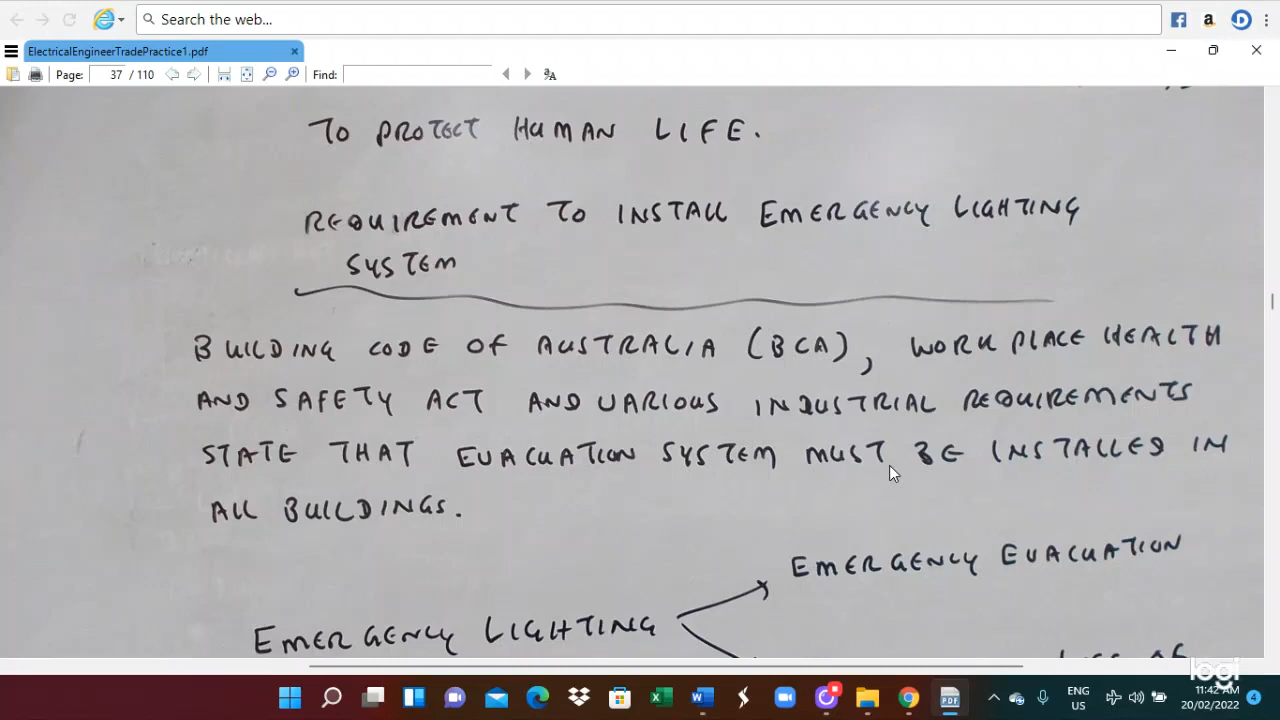 Search the web...
ElectricalEngineerTradePractice1.pdf
Page: 37 / 110 Find:
TO PROTECT HUMAN LIFE.
REQUIREMENT TO INSTALL EMERGENCY LIGHTING
SYSTEM
BUILDING CODE OF AUSTRALIA (BCA), WORK PLACE HEALTH
AND SAFETY ACT AND VARIOUS INDUSTRIAL REQUIREMENTS
STATE THAT EVACUATION SYSTEM MUST BE INSTALLED IN
ALL BUILDINGS.
EMERGENCY EVACUATION
EMERGENCY LIGHTING
logi
ENG
US
11:42 AM
20/02/2022
4